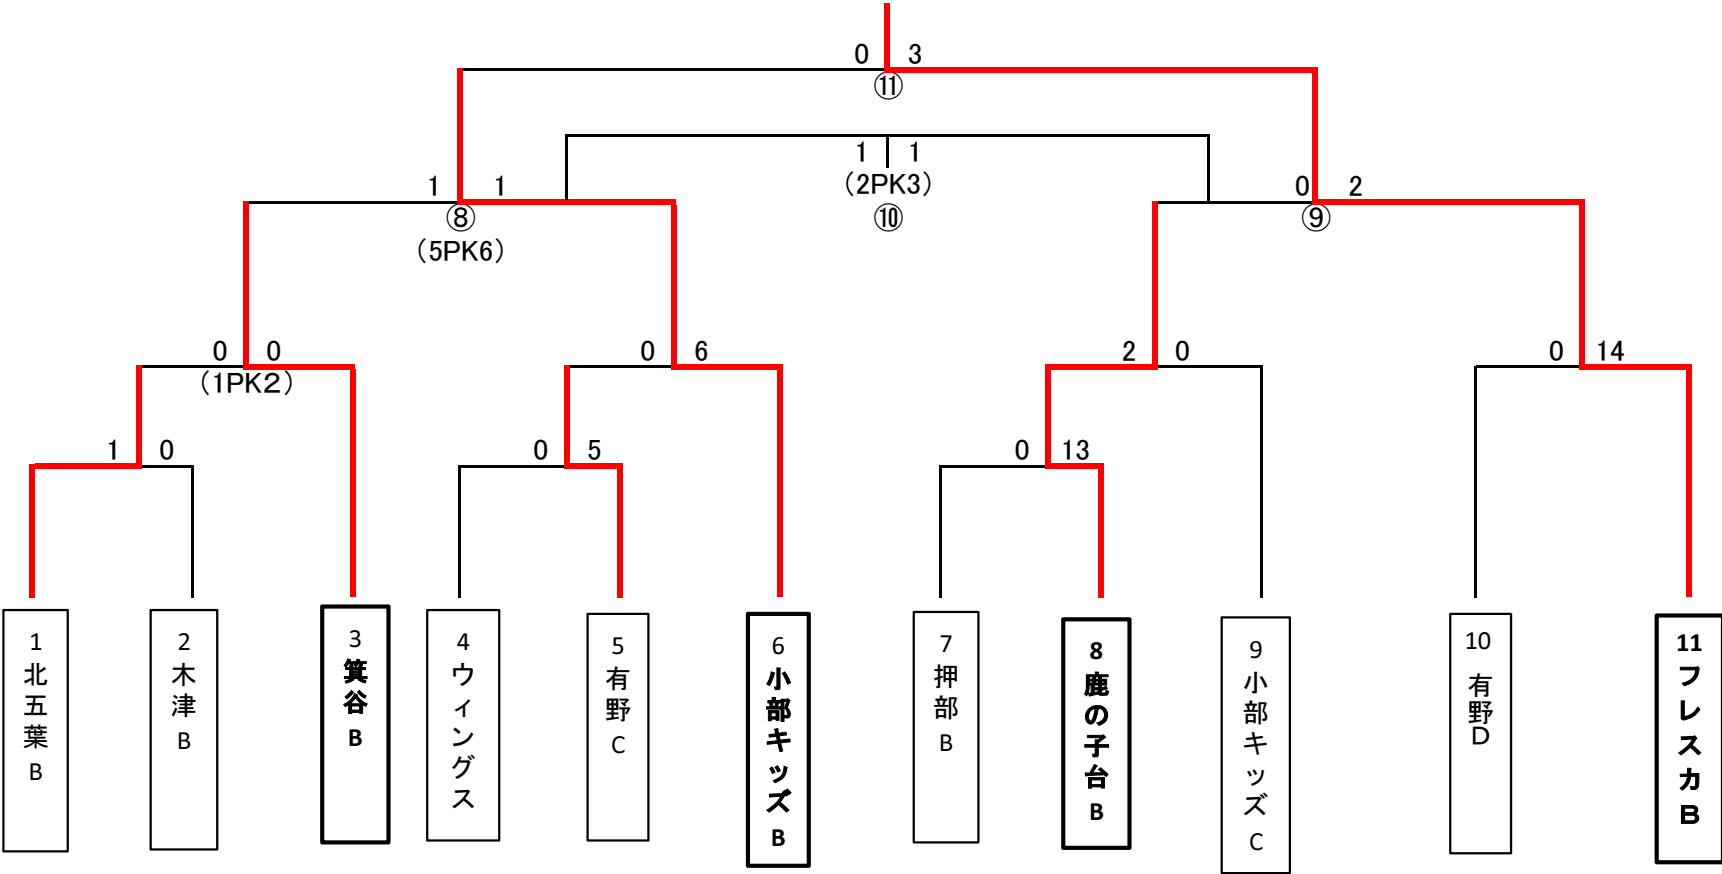 0 3
⑪
1 1
(2PK3)
⑩
1 1
⑧
(5PK6)
0 2
⑨
0 0
(1PK2)
0 6
2 0
0 14
1 0
0 5
0 13
1 北五葉 B
2 木津 B
3 箕谷 B
4 ウィングス
5 有野 C
6 小部キッズ B
7 押部 B
8 鹿の子台 B
9 小部キッズ C
10 有野D
11 フレスカB